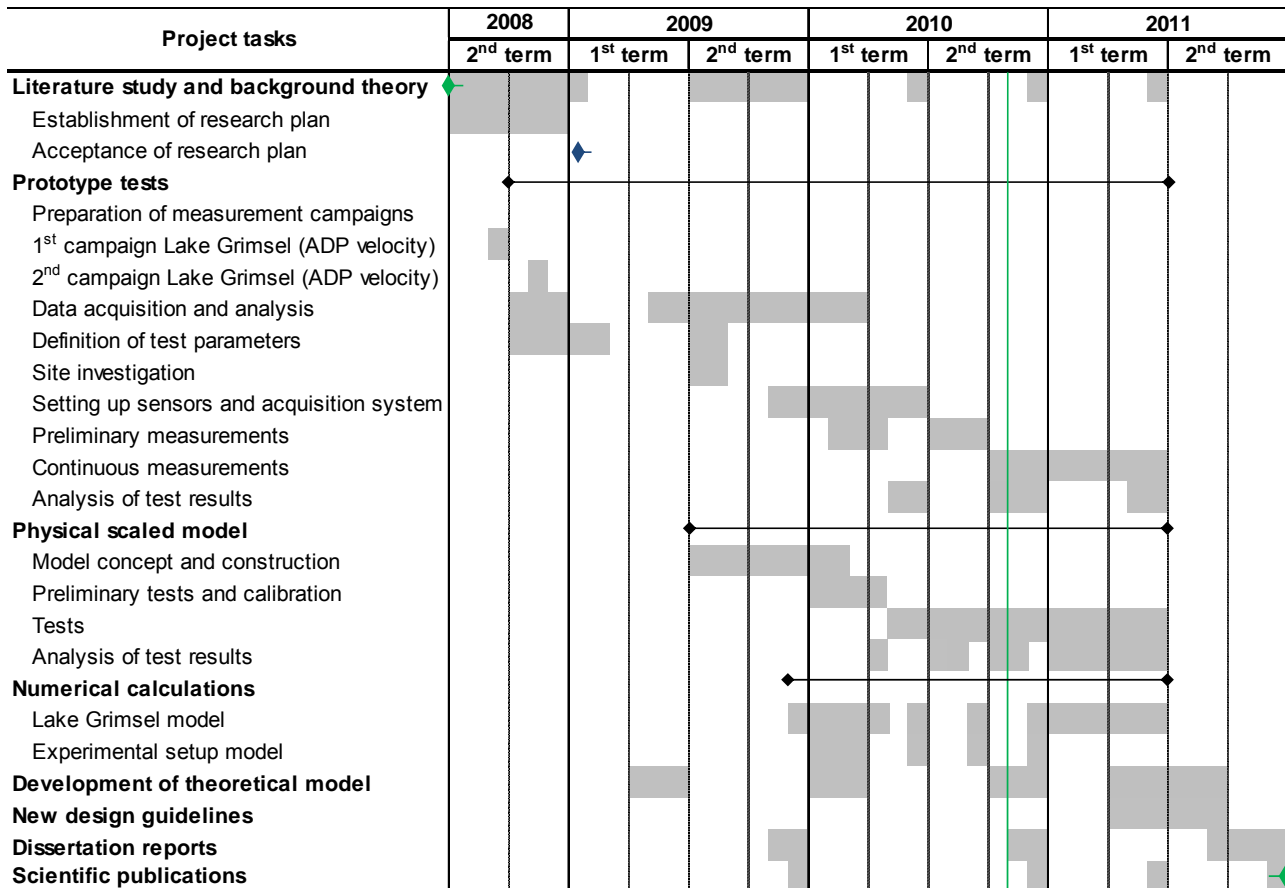 Project tasks
2008 2009 2010 2011
2nd term 1st term 2nd term 1st term 2nd term 1st term 2nd term
Literature study and background theory
Establishment of research plan
Acceptance of research plan
Prototype tests
Preparation of measurement campaigns
1st campaign Lake Grimsel (ADP velocity)
2nd campaign Lake Grimsel (ADP velocity)
Data acquisition and analysis
Definition of test parameters
Site investigation
Setting up sensors and acquisition system
Preliminary measurements
Continuous measurements
Analysis of test results
Physical scaled model
Model concept and construction
Preliminary tests and calibration
Tests
Analysis of test results
Numerical calculations
Lake Grimsel model
Experimental setup model
Development of theoretical model
New design guidelines
Dissertation reports
Scientific publications